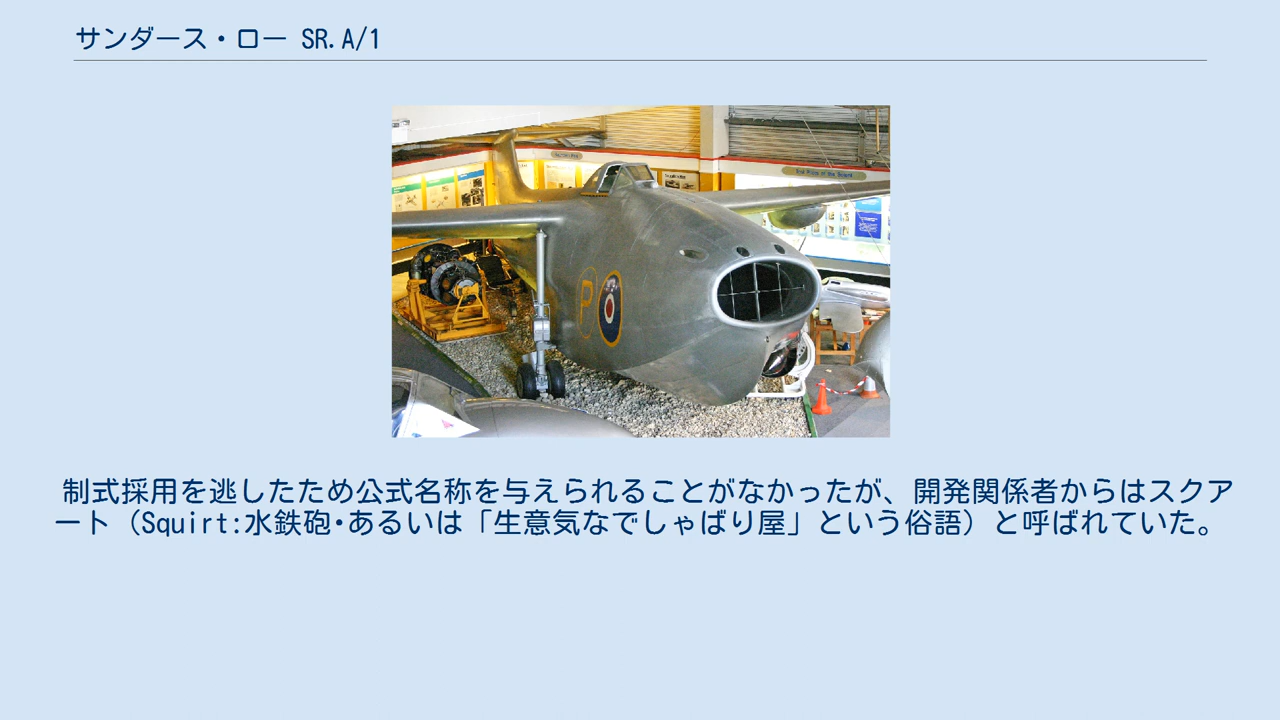 サンダース・ロー SR.A/1
P
制式採用を逃したため公式名称を与えられることがなかったが、開発関係者からはスクア
ート（Squirt:水鉄砲･あるいは「生意気なでしゃばり屋」という俗語）と呼ばれていた。